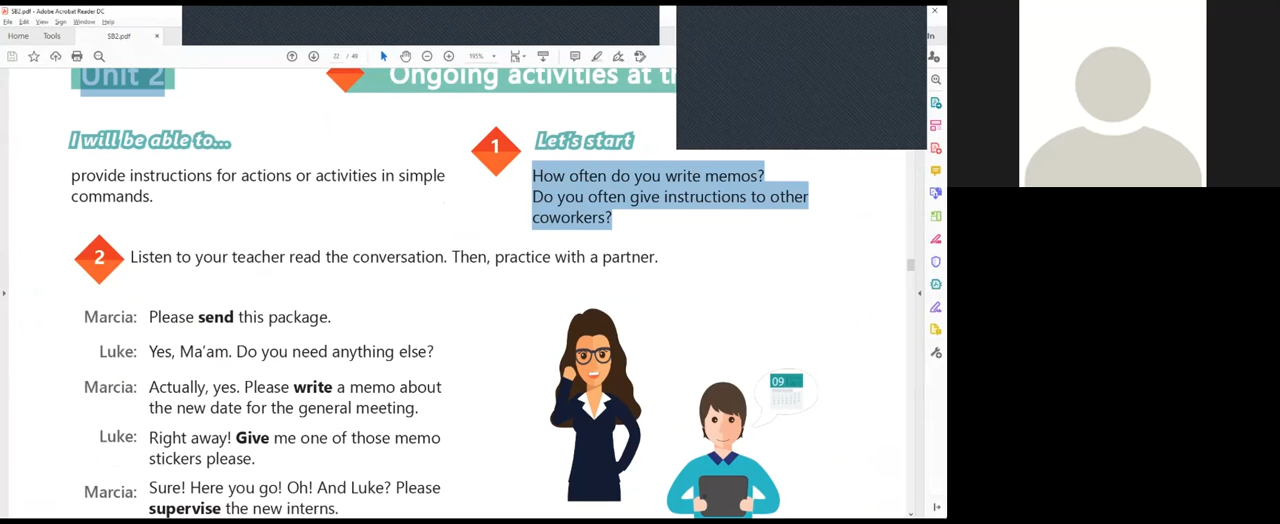 SB2.pdf - Adobe Acrobat Reader DC
File Edit View Sign Window Help
Home Tools SB2.pdf × In
22 / 49 195%
Unit 2 Ongoing activities at t
I will be able to...
provide instructions for actions or activities in simple
commands.
1 Let's start
How often do you write memos?
Do you often give instructions to other
coworkers?
2 Listen to your teacher read the conversation. Then, practice with a partner.
Marcia: Please send this package.
Luke: Yes, Ma'am. Do you need anything else?
Marcia: Actually, yes. Please write a memo about
the new date for the general meeting.
Luke: Right away! Give me one of those memo
stickers please.
Marcia: Sure! Here you go! Oh! And Luke? Please
supervise the new interns.
09